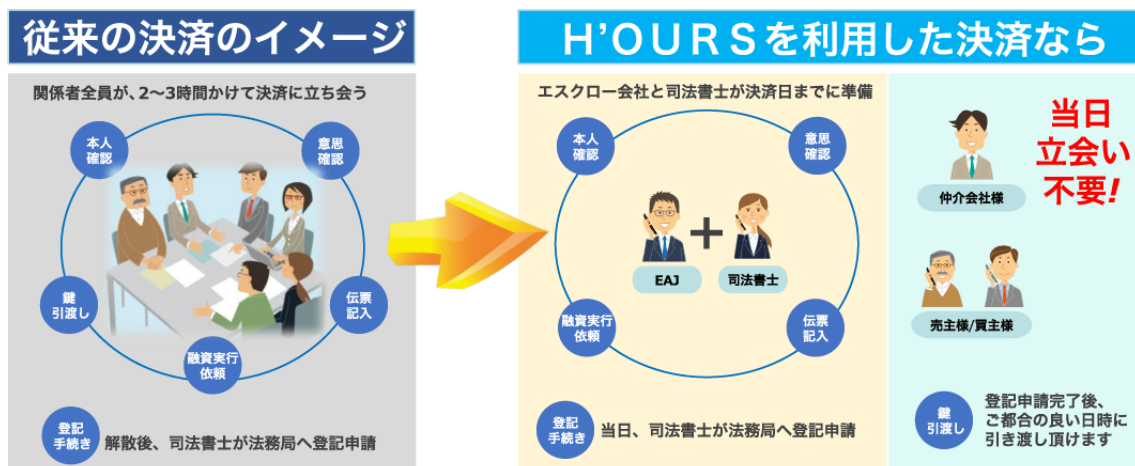 従来の決済のイメージ
関係者全員が、2〜3時間かけて決済に立ち会う
本人
確認
意思
確認
鍵
引渡し
伝票
記入
融資実行
依頼
登記
手続き
解散後、司法書士が法務局へ登記申請
H’OURSを利用した決済なら
エスクロー会社と司法書士が決済日までに準備
本人
確認
意思
確認
EAJ
+
司法書士
融資実行
依頼
伝票
記入
登記
手続き
当日、司法書士が法務局へ登記申請
当日
立会い
不要!
仲介会社様
売主様/買主様
鍵
引渡し
登記申請完了後、
ご都合の良い日時に
引き渡し頂けます